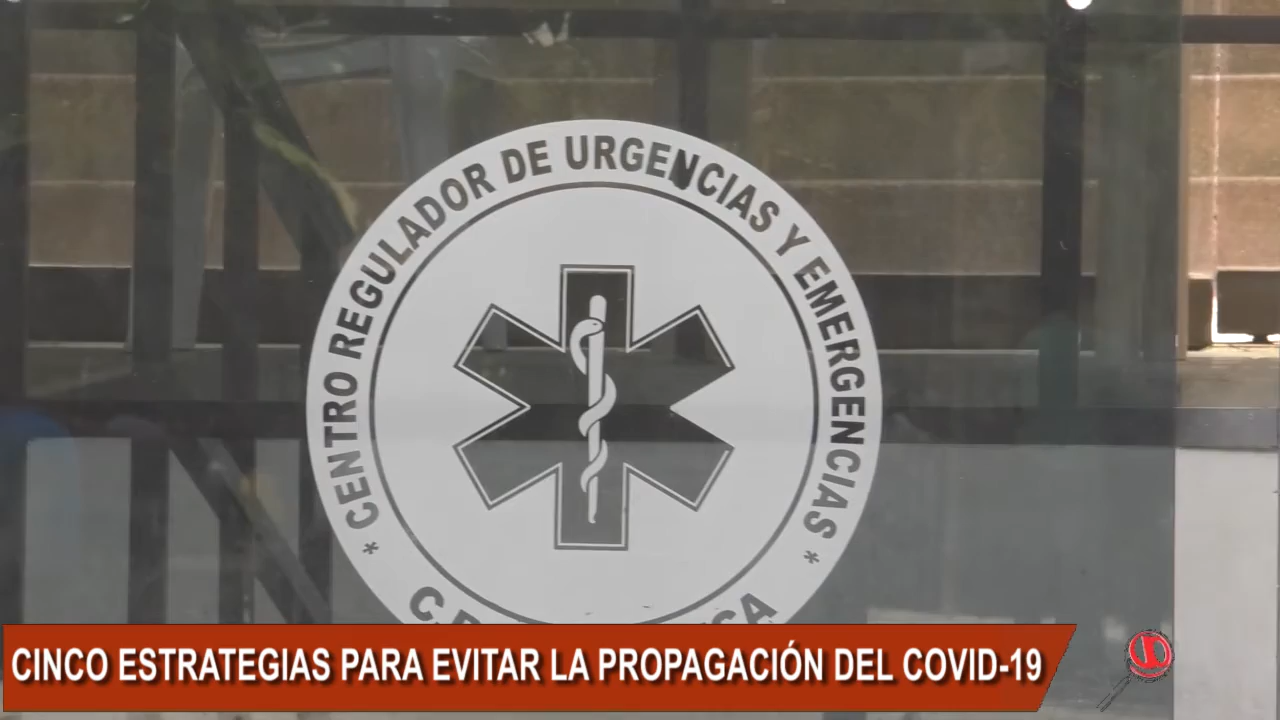 * CENTRO REGULADOR DE URGENCIAS Y EMERGENCIAS *
CINCO ESTRATEGIAS PARA EVITAR LA PROPAGACIÓN DEL COVID-19